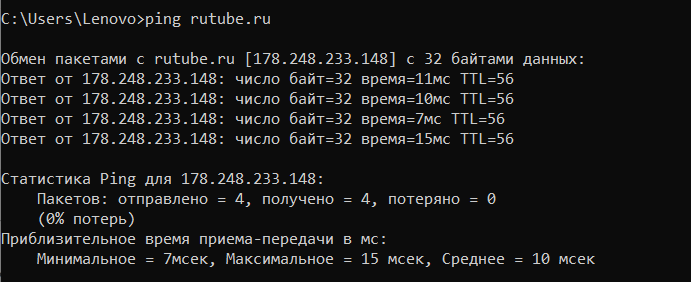 C:\Users\Lenovo>ping rutube.ru
Обмен пакетами с rutube.ru [178.248.233.148] с 32 байтами данных:
Ответ от 178.248.233.148: число байт=32 время=11мс TTL=56
Ответ от 178.248.233.148: число байт=32 время=10мс TTL=56
Ответ от 178.248.233.148: число байт=32 время=7мс TTL=56
Ответ от 178.248.233.148: число байт=32 время=15мс TTL=56
Статистика Ping для 178.248.233.148:
Пакетов: отправлено = 4, получено = 4, потеряно = 0
(0% потерь)
Приблизительное время приема-передачи в мс:
Минимальное = 7мсек, Максимальное = 15 мсек, Среднее = 10 мсек